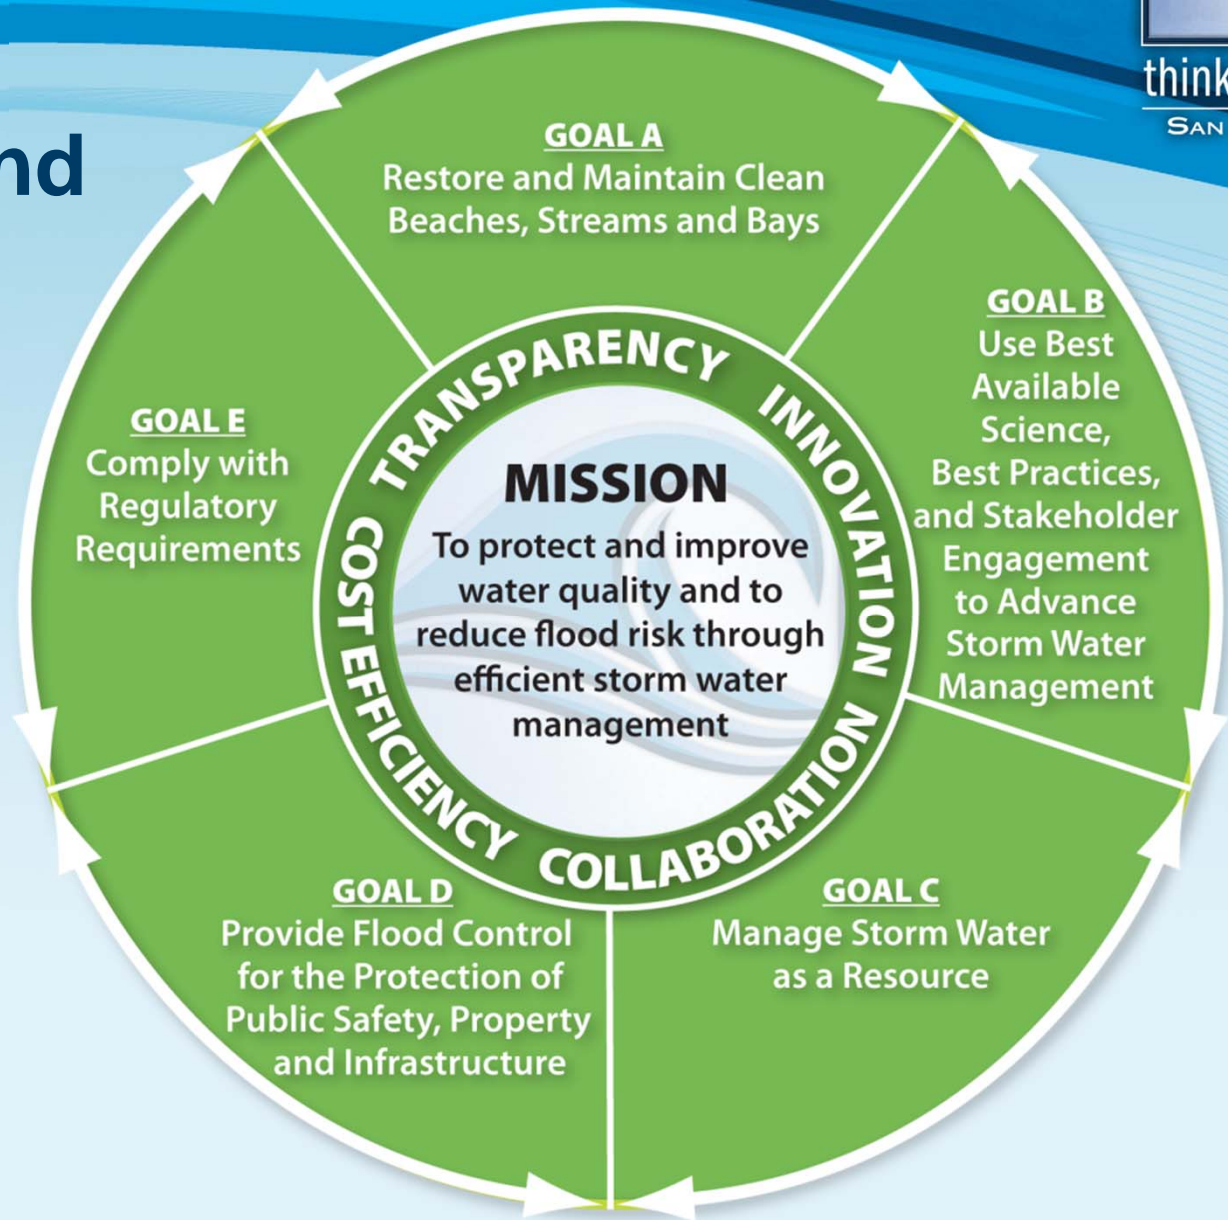 nd
think
SAN
GOAL A
Restore and Maintain Clean
Beaches, Streams and Bays
GOAL B
Use Best
Available
Science,
Best Practices,
and Stakeholder
Engagement
to Advance
Storm Water
Management
GOAL C
Manage Storm Water
as a Resource
GOAL D
Provide Flood Control
for the Protection of
Public Safety, Property
and Infrastructure
GOAL E
Comply with
Regulatory
Requirements
TRANSPARENCY
INNOVATION
COLLABORATION
COST EFFICIENCY
MISSION
To protect and improve
water quality and to
reduce flood risk through
efficient storm water
management